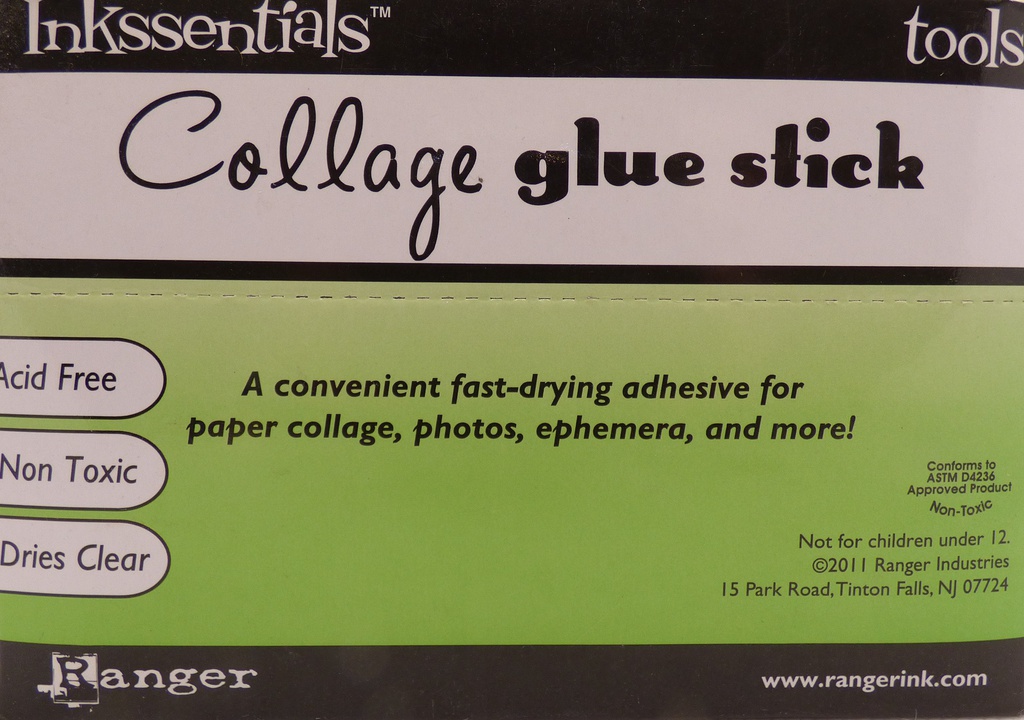 Inkssentials™ tools
Collage glue stick
Acid Free
A convenient fast-drying adhesive for
paper collage, photos, ephemera, and more!
Non Toxic
Dries Clear
Conforms to
ASTM D4236
Approved Product
Non-Toxic
Not for children under 12.
©2011 Ranger Industries
15 Park Road, Tinton Falls, NJ 07724
Ranger
www.rangerink.com